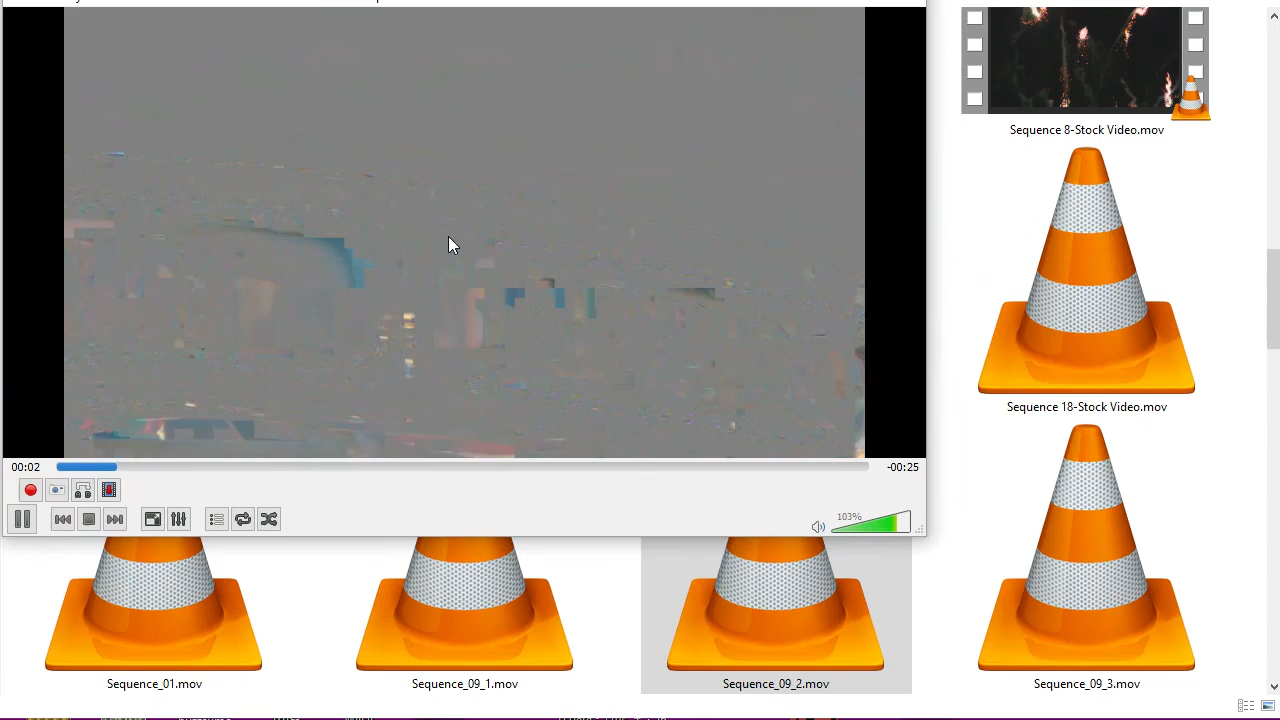 Sequence 8-Stock Video.mov
Sequence 18-Stock Video.mov
00:02
-00:25
103%
Sequence_01.mov
Sequence_09_1.mov
Sequence_09_2.mov
Sequence_09_3.mov